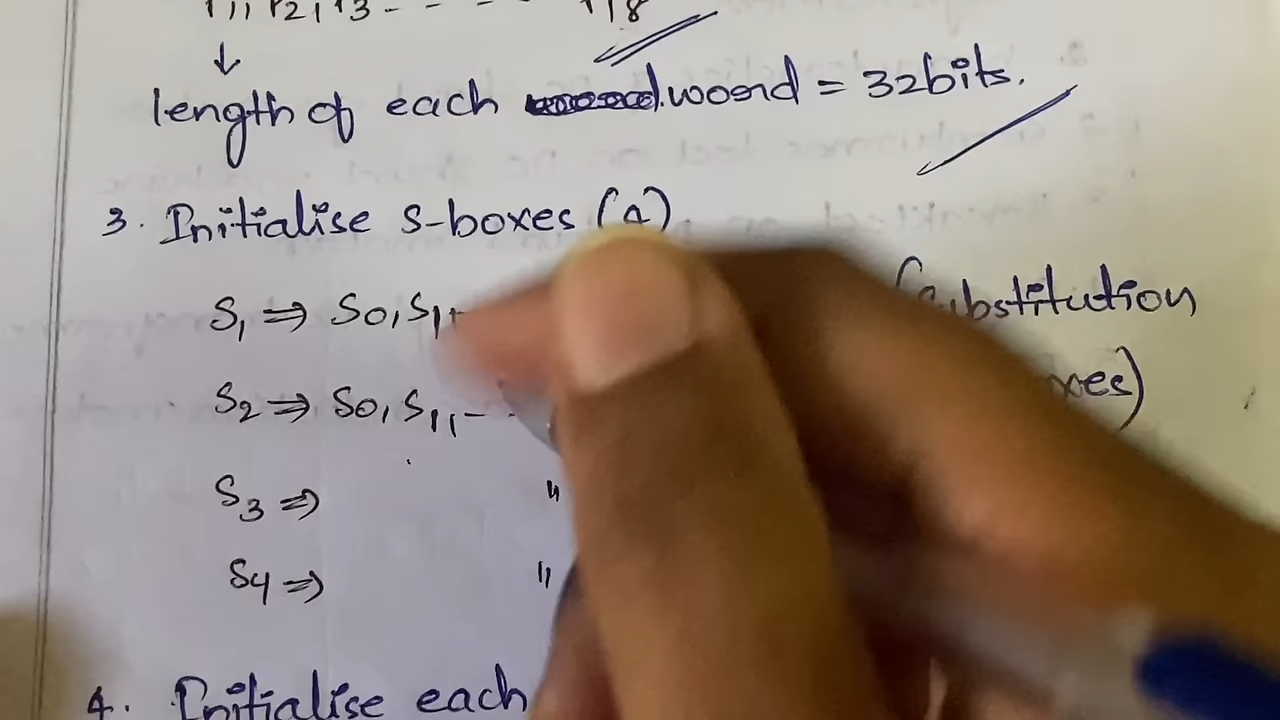 length of each word = 32bits.
3. Initialise S-boxes (4)
S1 ⇒ S0, S1,
(Substitution
S2 ⇒ S0, S1, - -
S3 ⇒ "
S4 ⇒ "
4. Initialise each